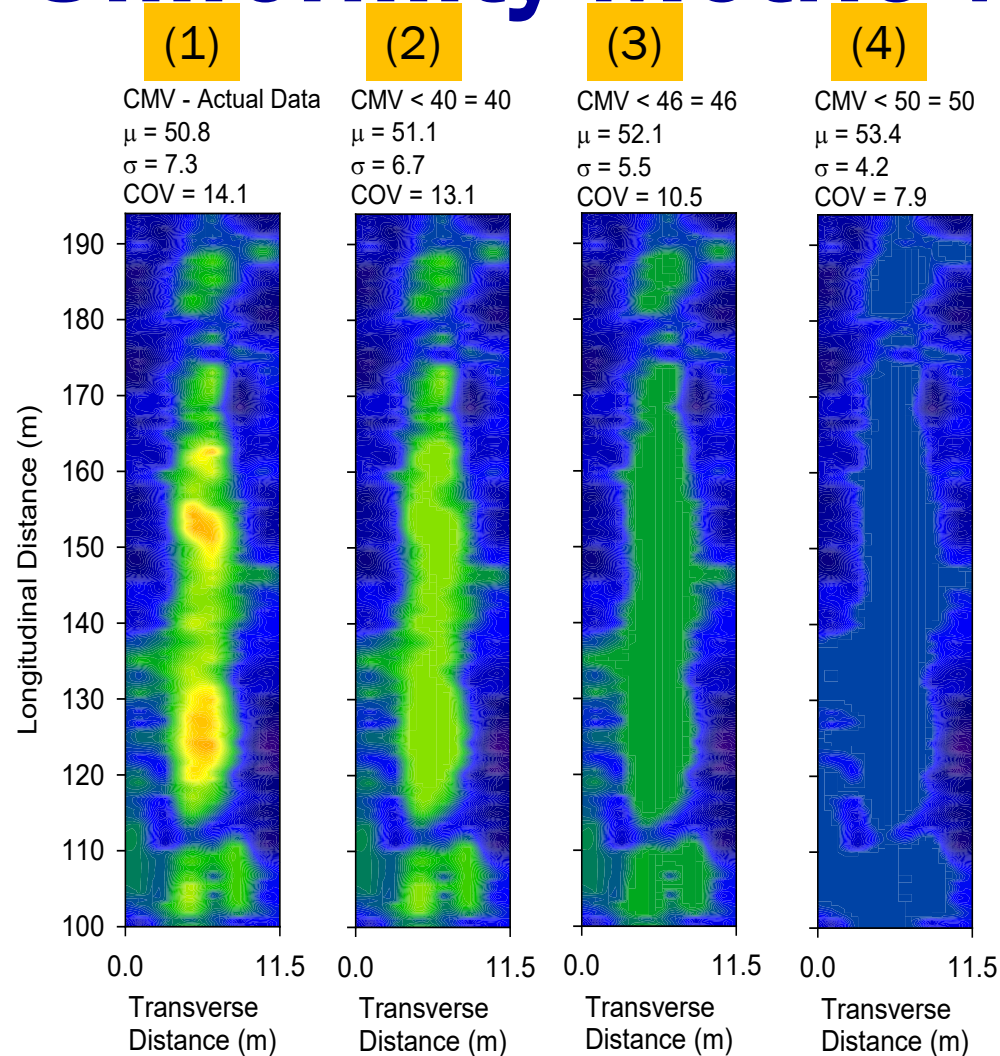 (1) (2) (3) (4)
CMV - Actual Data
μ = 50.8
σ = 7.3
COV = 14.1
CMV < 40 = 40
μ = 51.1
σ = 6.7
COV = 13.1
CMV < 46 = 46
μ = 52.1
σ = 5.5
COV = 10.5
CMV < 50 = 50
μ = 53.4
σ = 4.2
COV = 7.9
Longitudinal Distance (m)
190
180
170
160
150
140
130
120
110
100
0.0 11.5
Transverse
Distance (m)
0.0 11.5
Transverse
Distance (m)
0.0 11.5
Transverse
Distance (m)
0.0 11.5
Transverse
Distance (m)